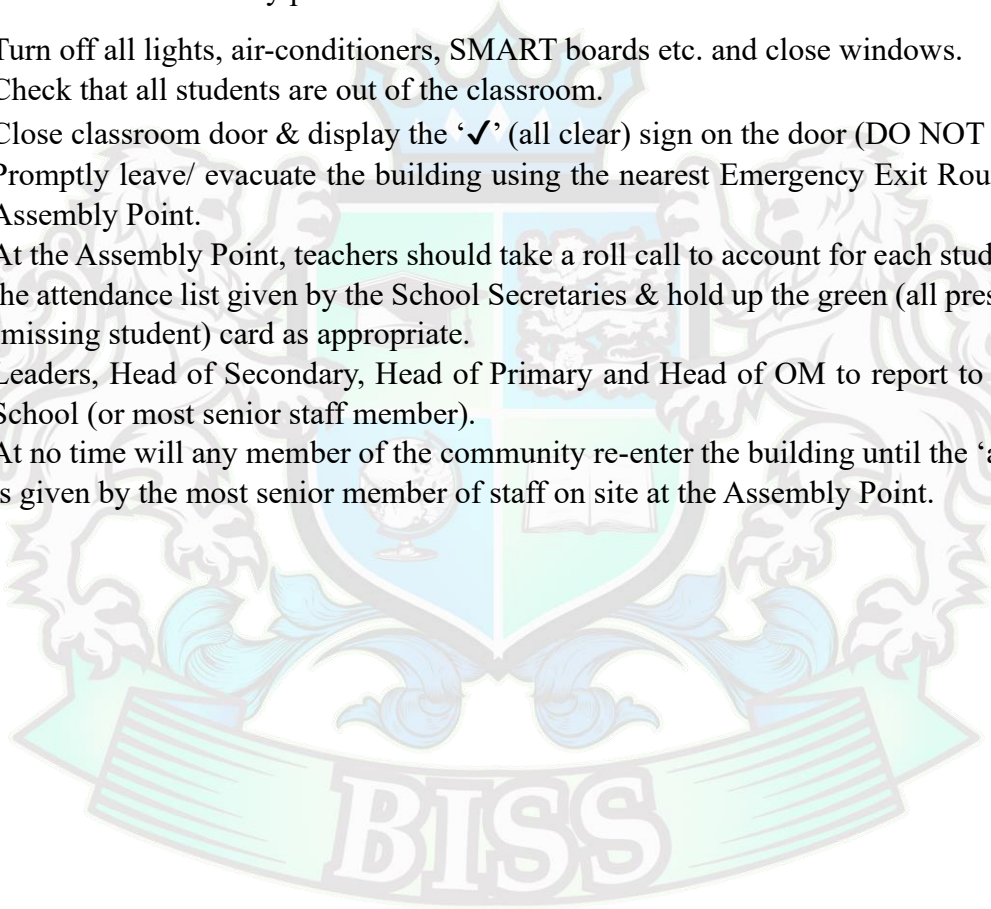 Turn off all lights, air-conditioners, SMART boards etc. and close windows.
Check that all students are out of the classroom.
Close classroom door & display the ‘✓’ (all clear) sign on the door (DO NOT
Promptly leave/ evacuate the building using the nearest Emergency Exit Rou
Assembly Point.
At the Assembly Point, teachers should take a roll call to account for each stud
he attendance list given by the School Secretaries & hold up the green (all pres
missing student) card as appropriate.
Leaders, Head of Secondary, Head of Primary and Head of OM to report to
School (or most senior staff member).
At no time will any member of the community re-enter the building until the ‘a
s given by the most senior member of staff on site at the Assembly Point.
BISS